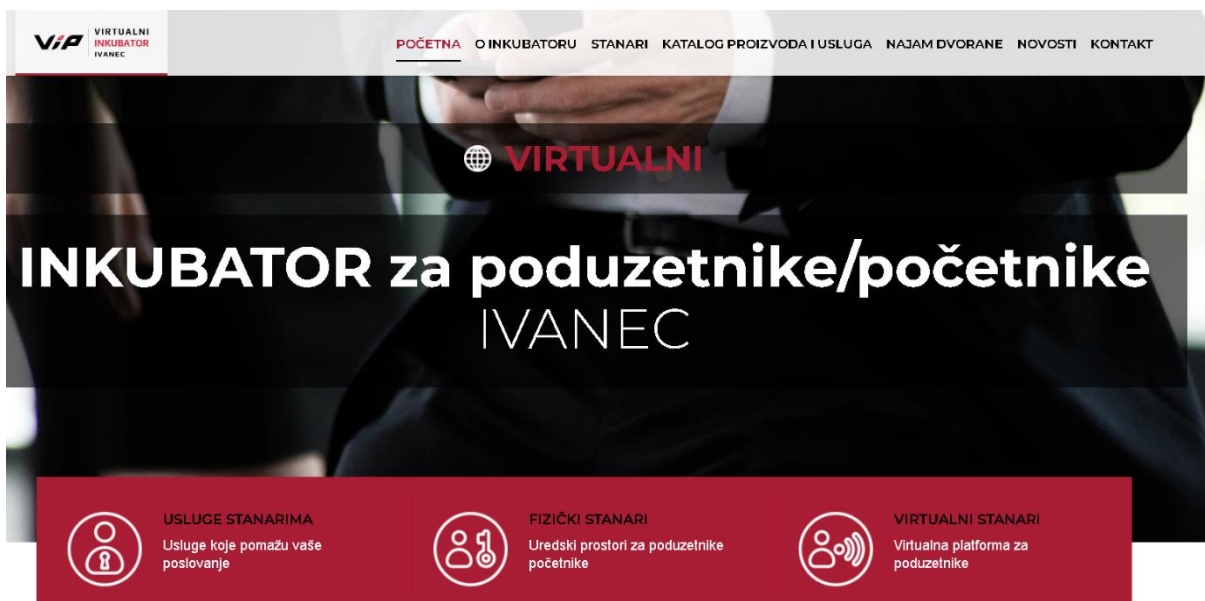 ViP
VIRTUALNI
INKUBATOR
IVANEC
POČETNA O INKUBATORU STANARI KATALOG PROIZVODA I USLUGA NAJAM DVORANE NOVOSTI KONTAKT
VIRTUALNI
INKUBATOR za poduzetnike/početnike
IVANEC
USLUGE STANARIMA
Usluge koje pomažu vaše
poslovanje
FIZIČKI STANARI
Uredski prostori za poduzetnike
početnike
VIRTUALNI STANARI
Virtualna platforma za
poduzetnike